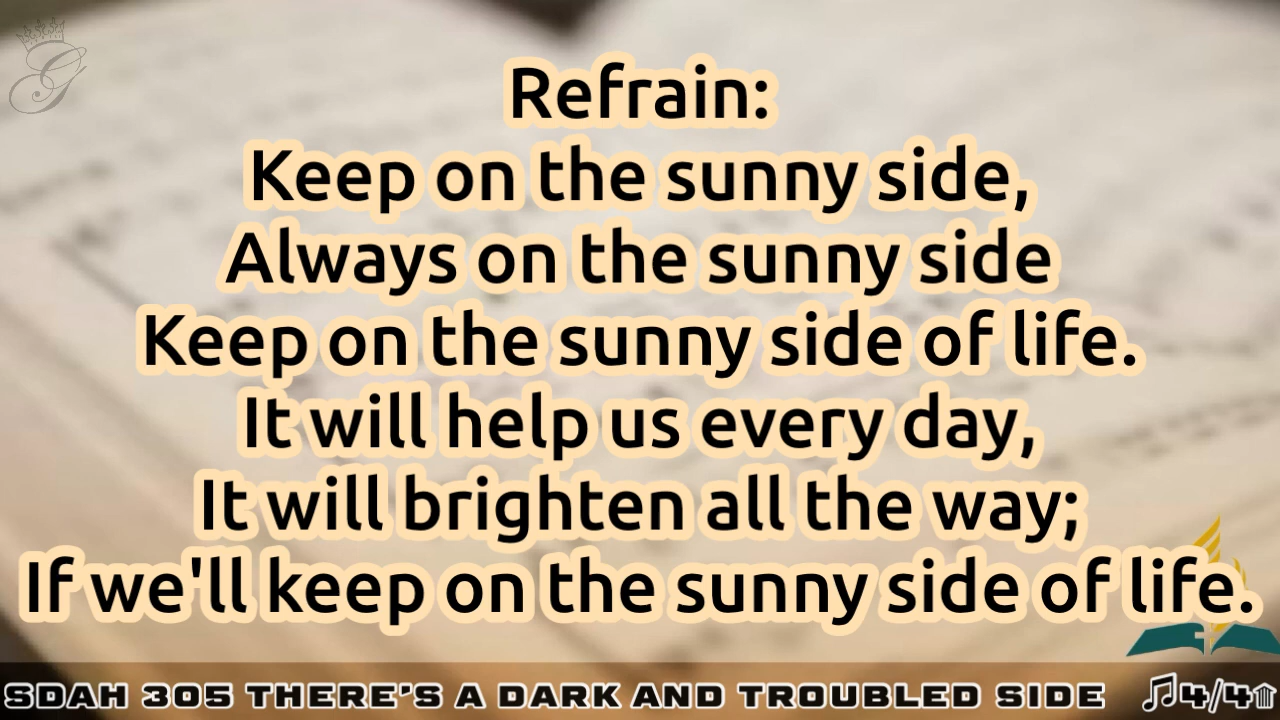 Refrain:
Keep on the sunny side,
Always on the sunny side
Keep on the sunny side of life.
It will help us every day,
It will brighten all the way;
If we'll keep on the sunny side of life.
SDAH 305 THERE'S A DARK AND TROUBLED SIDE 4/4